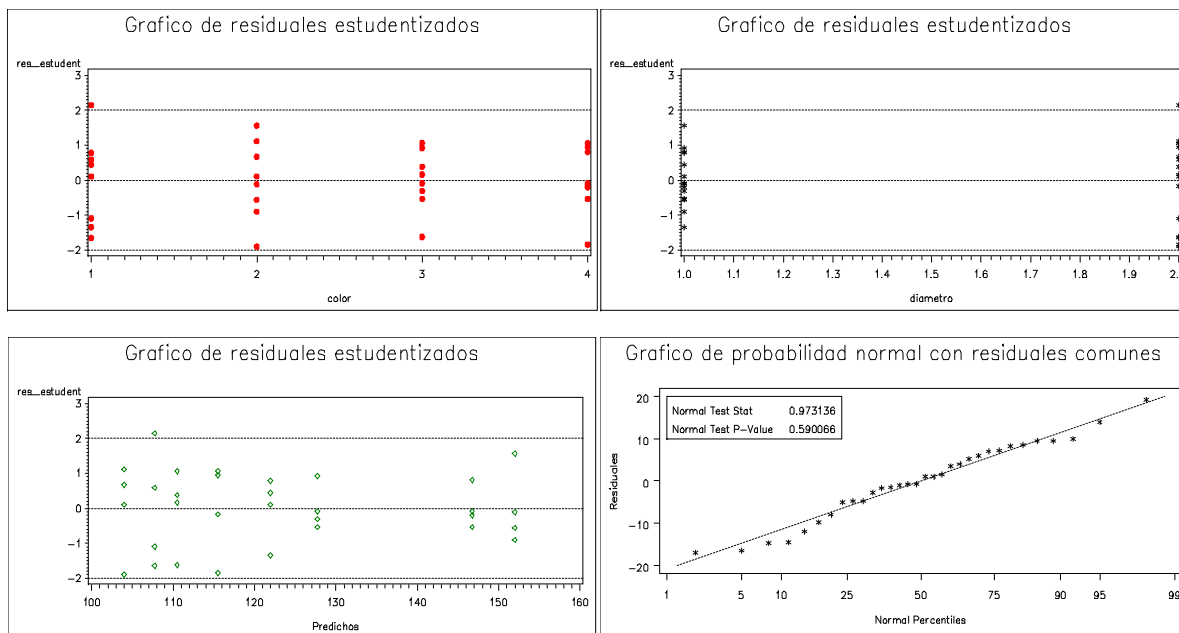 Grafico de residuales estudentizados
res_estudent
3
2
1
0
-1
-2
1 2 3 4
color
Grafico de residuales estudentizados
res_estudent
3
2
1
0
-1
-2
1.0 1.1 1.2 1.3 1.4 1.5 1.6 1.7 1.8 1.9 2.
diametro
Grafico de residuales estudentizados
res_estudent
3
2
1
0
-1
-2
100 110 120 130 140 150 160
Predichos
Grafico de probabilidad normal con residuales comunes
Normal Test Stat 0.973136
Normal Test P-Value 0.590066
Residuales
20
10
0
-10
-20
1 5 10 25 50 75 90 95 99
Normal Percentiles